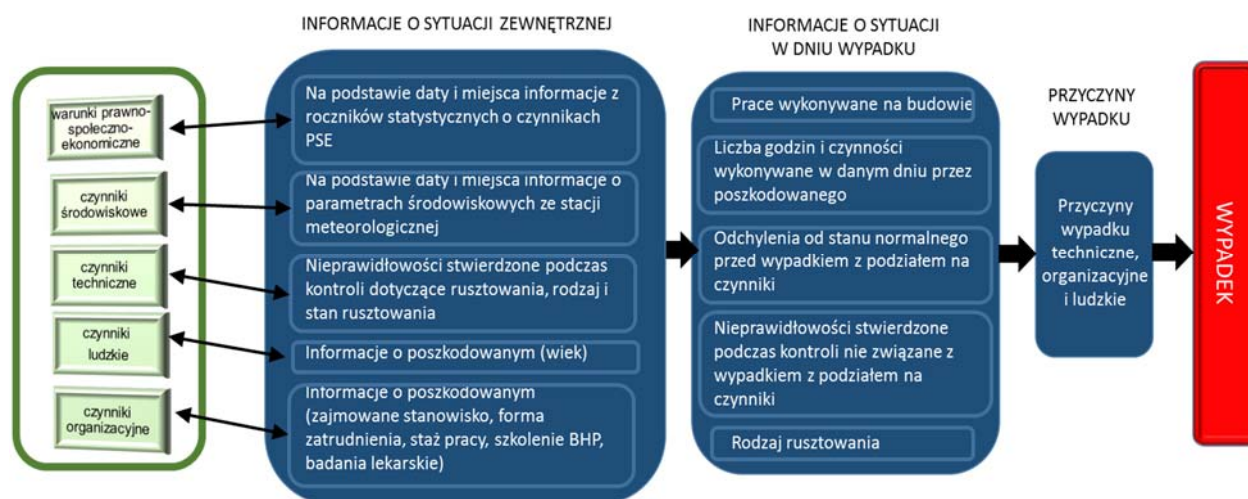 INFORMACJE O SYTUACJI ZEWNĘTRZNEJ
warunki prawno-
społeczno-
ekonomiczne
czynniki
środowiskowe
czynniki
techniczne
czynniki
ludzkie
czynniki
organizacyjne
Na podstawie daty i miejsca informacje z
roczników statystycznych o czynnikach
PSE
Na podstawie daty i miejsca informacje o
parametrach środowiskowych ze stacji
meteorologicznej
Nieprawidłowości stwierdzone podczas
kontroli dotyczące rusztowania, rodzaj i
stan rusztowania
Informacje o poszkodowanym (wiek)
Informacje o poszkodowanym
(zajmowane stanowisko, forma
zatrudnienia, staż pracy, szkolenie BHP,
badania lekarskie)
INFORMACJE O SYTUACJI
W DNIU WYPADKU
Prace wykonywane na budowie
Liczba godzin i czynności
wykonywane w danym dniu przez
poszkodowanego
Odchylenia od stanu normalnego
przed wypadkiem z podziałem na
czynniki
Nieprawidłowości stwierdzone
podczas kontroli nie związane z
wypadkiem z podziałem na
czynniki
Rodzaj rusztowania
PRZYCZYNY
WYPADKU
Przyczyny
wypadku
techniczne,
organizacyjne
i ludzkie
WYPADEK